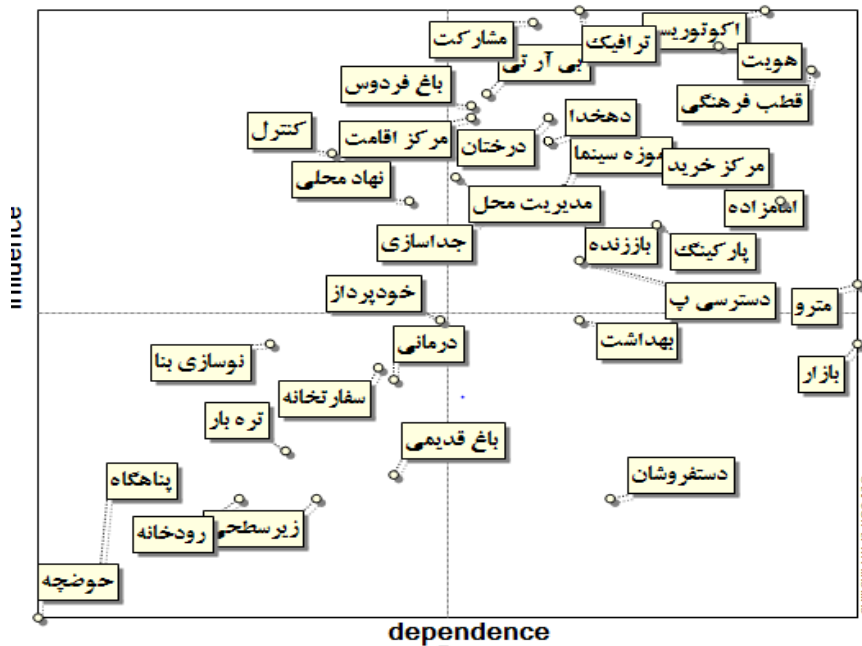 مشارکت
ترافیک
اکوتوریس
هویت
بی آر تی
باغ فردوس
قطب فرهنگی
کنترل
مرکز اقامت
درختان
دهخدا
موزه سینما
مرکز خرید
نهاد محلی
مدیریت محل
امامزاده
جداسازی
باززنده
پارکینگ
خودپرداز
دسترسی پ
مترو
نوسازی بنا
درمانی
بهداشت
بازار
سفارتخانه
تره بار
باغ قدیمی
دستفروشان
پناهگاه
رودخانه
زیرسطحی
حوضچه
influence
dependence